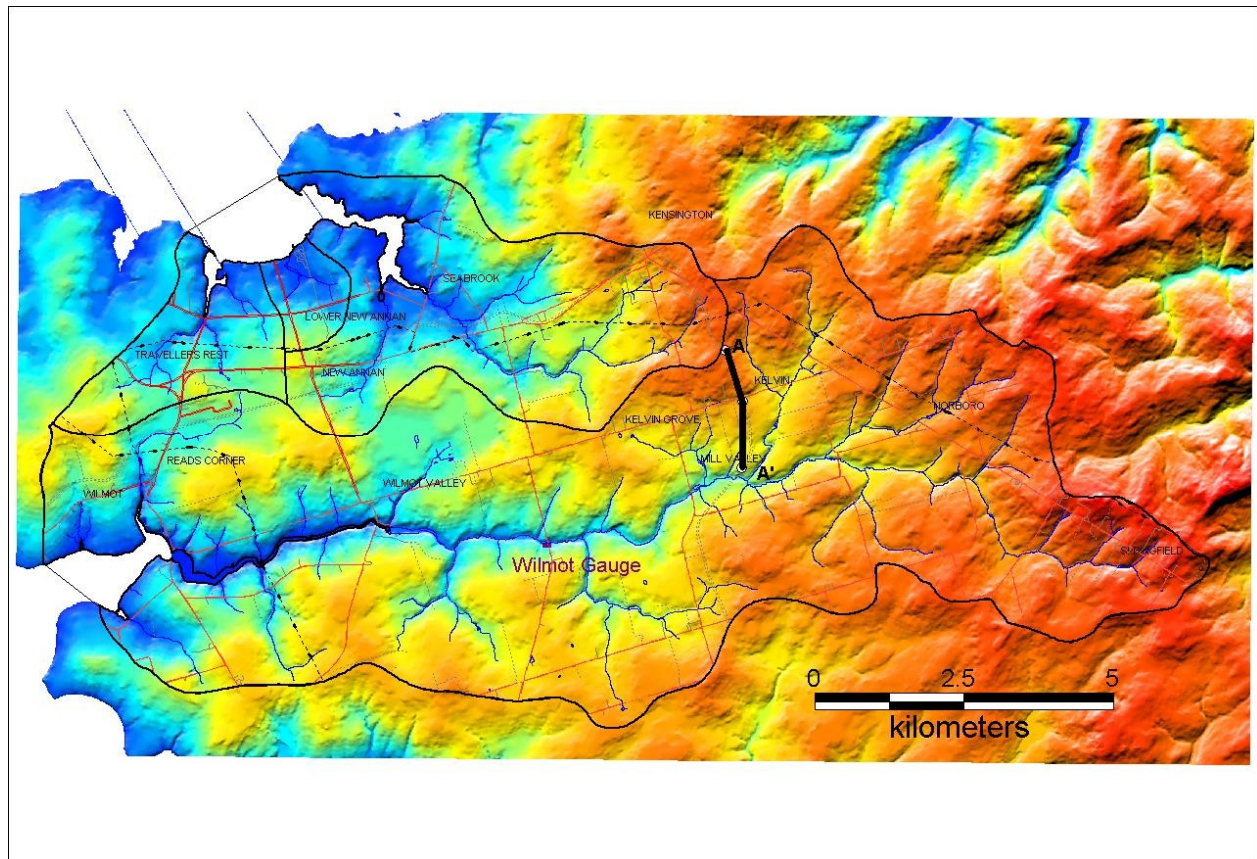 KENSINGTON
SEABROOK
LOWER NEW ANNAN
TRAVELLERS REST
NEW ANNAN
A
KELVIN
NORBORO
KELVIN GROVE
MILL VALLEY
A'
READS CORNER
WILMOT VALLEY
WILMOT
Wilmot Gauge
0 2.5 5
kilometers